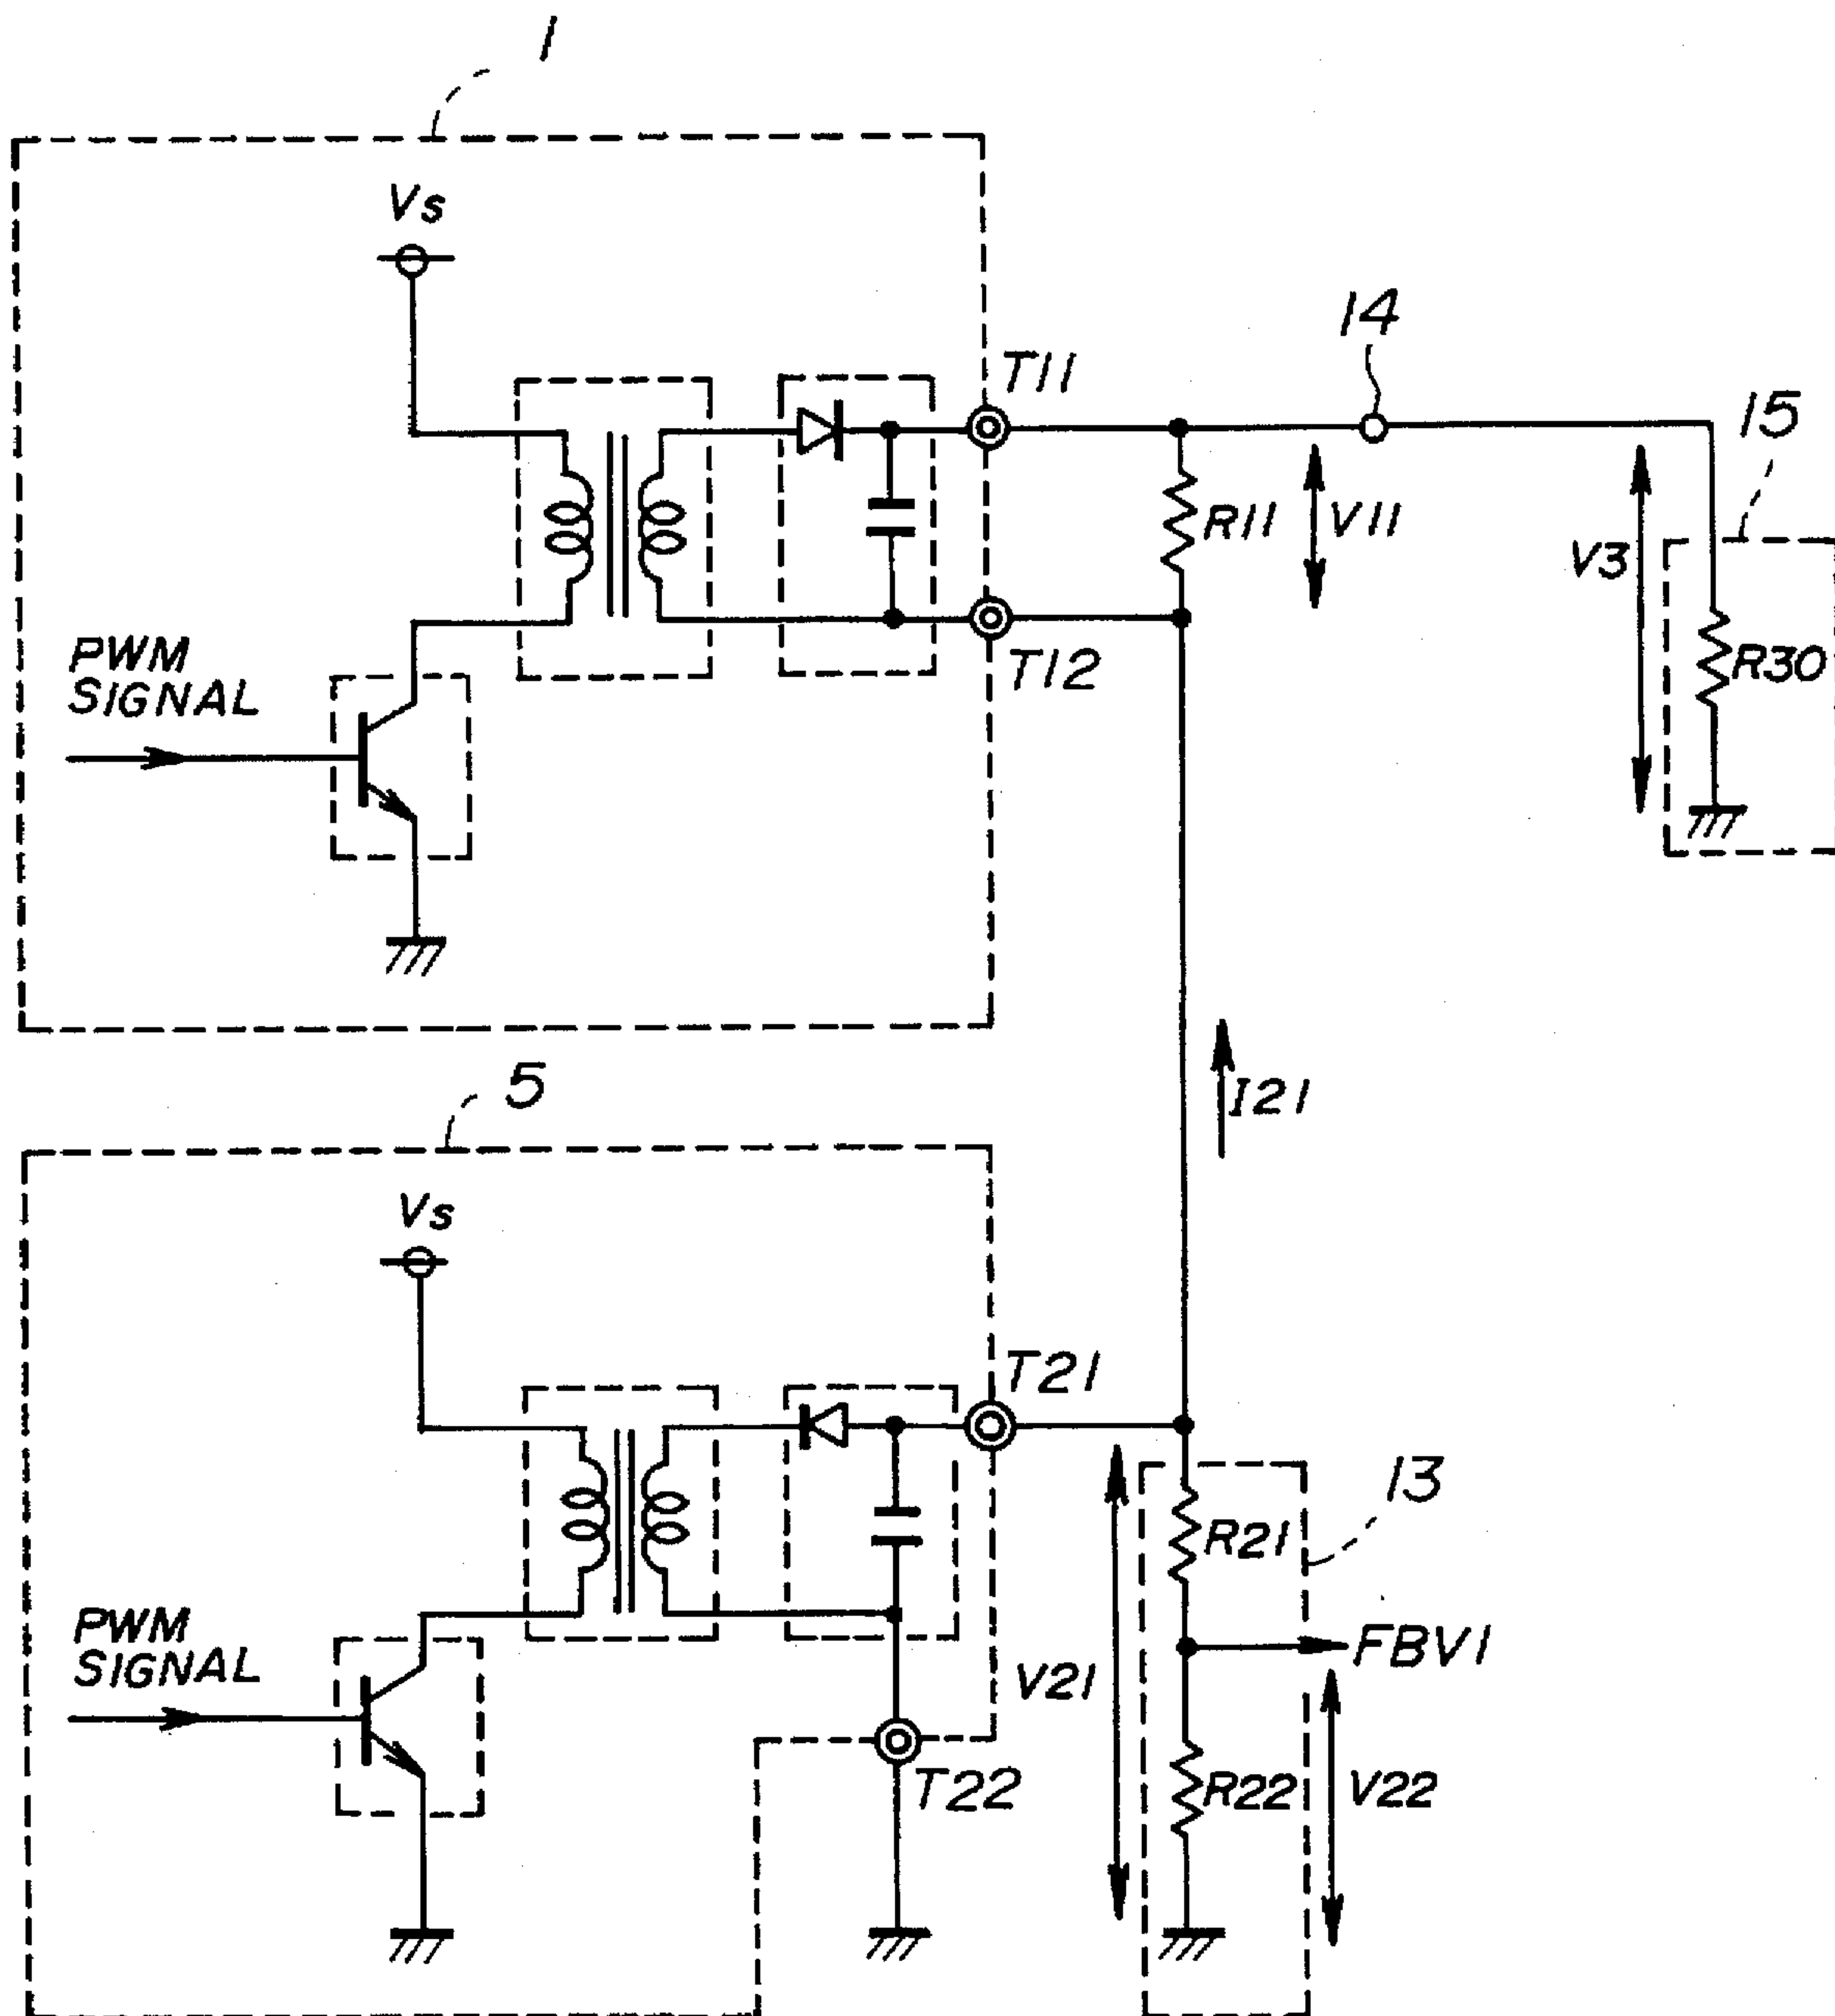 1
Vs
14
T11
15
R11
V11
V3
PWM
SIGNAL
T12
R30
5
I21
Vs
T21
13
R21
PWM
SIGNAL
FBV1
V21
T22
R22
V22